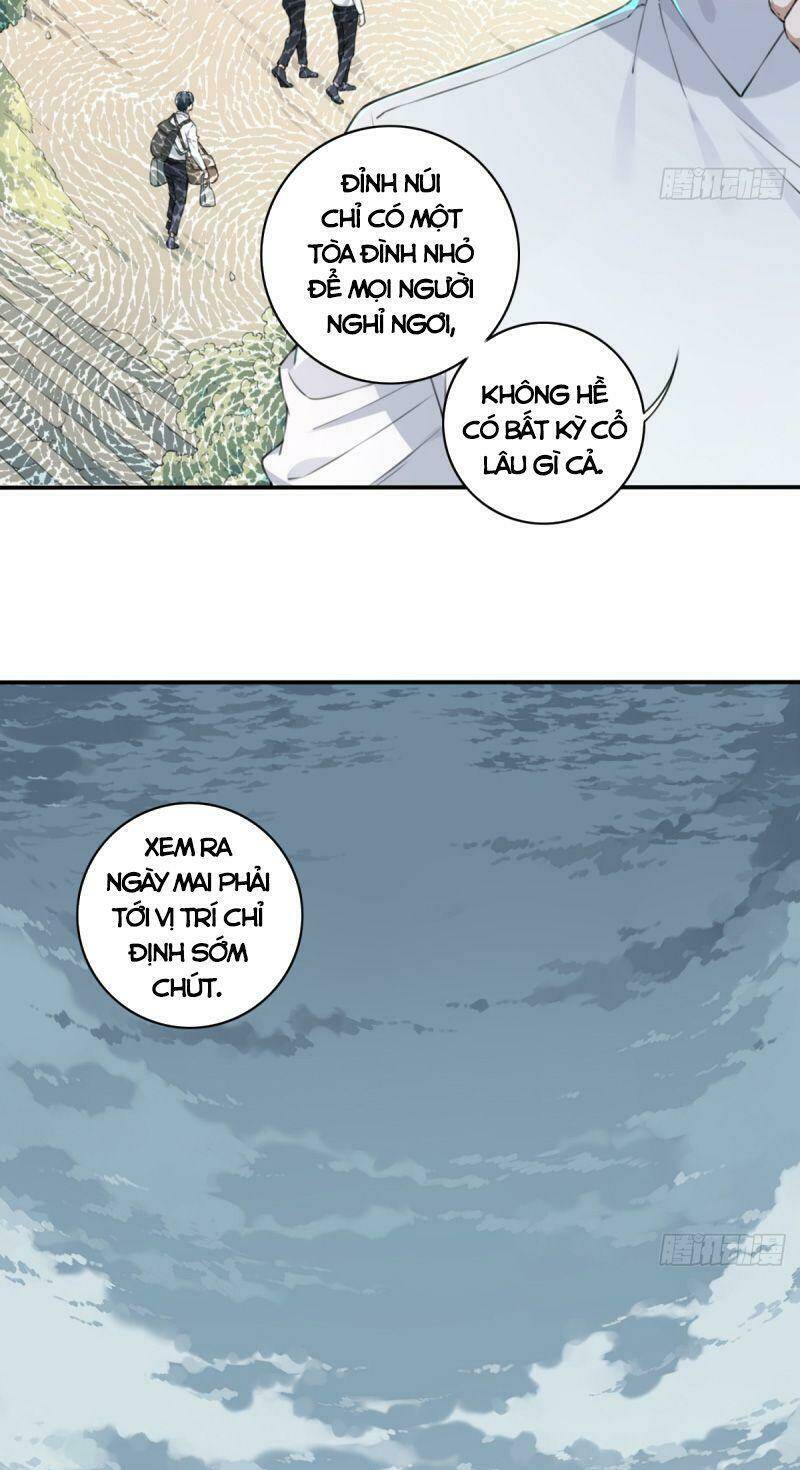 腾讯动漫
ĐỈNH NÚI
CHỈ CÓ MỘT
TÒA ĐÌNH NHỎ
ĐỂ MỌI NGƯỜI
NGHỈ NGƠI,
KHÔNG HỀ
CÓ BẤT KỲ CỔ
LÂU GÌ CẢ.
XEM RA
NGÀY MAI PHẢI
TỚI VỊ TRÍ CHỈ
ĐỊNH SỚM
CHÚT.
腾讯动漫